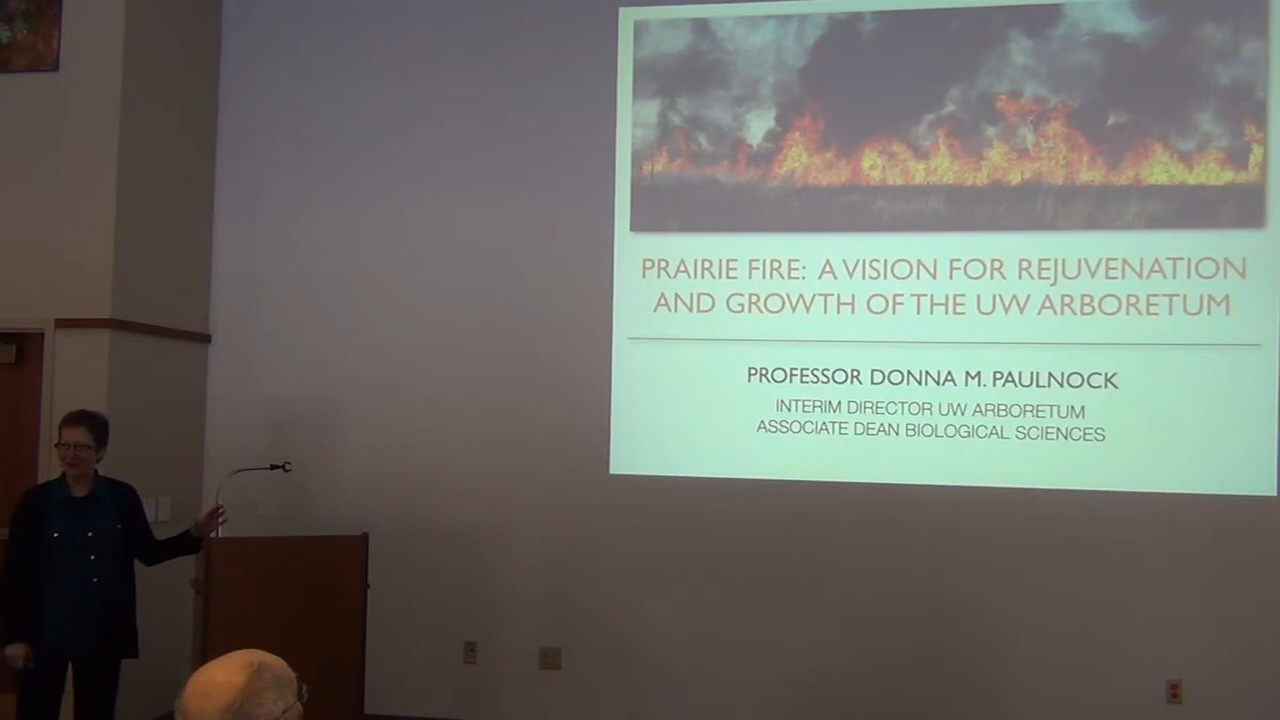 PRAIRIE FIRE: A VISION FOR REJUVENATION
AND GROWTH OF THE UW ARBORETUM
PROFESSOR DONNA M. PAULNOCK
INTERIM DIRECTOR UW ARBORETUM
ASSOCIATE DEAN BIOLOGICAL SCIENCES